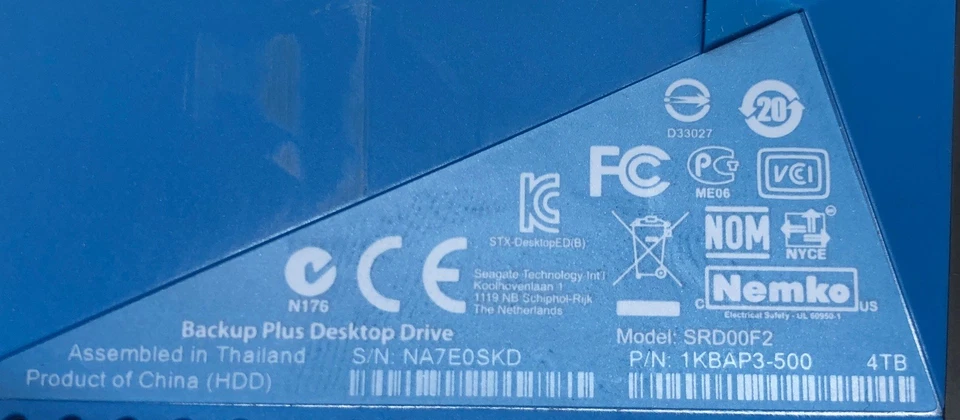 D33027
20
FC
PG
ME06
VCI
STX-DesktopED(B)
NOM
NYCE
N176
CE
Seagate Technology Int'l
Koolhovenlaan 1
1119 NB Schiphol-Rijk
The Netherlands
c Nemko US
Electrical Safety - UL 60950-1
Backup Plus Desktop Drive
Model: SRD00F2
Assembled in Thailand
S/N: NA7E0SKD
P/N: 1KBAP3-500
4TB
Product of China (HDD)